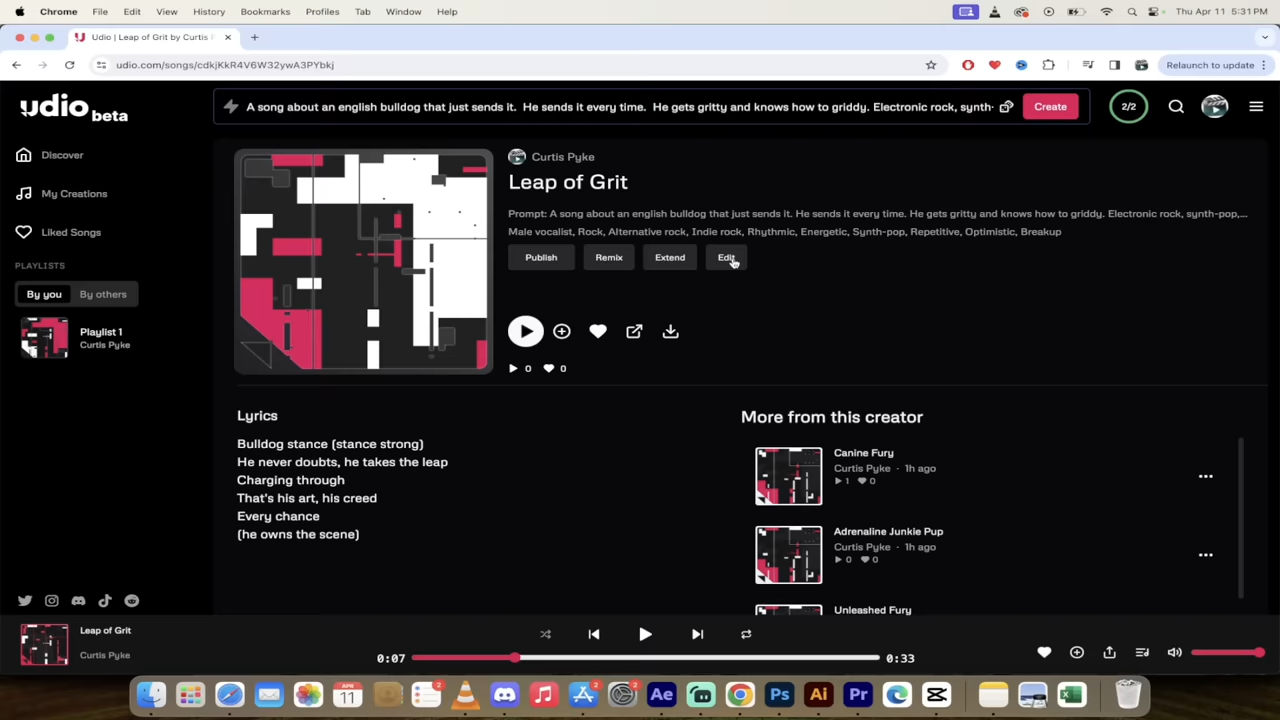 Chrome File Edit View History Bookmarks Profiles Tab Window Help Thu Apr 11 5:31 PM
Udio | Leap of Grit by Curtis
udio.com/songs/cdkjKkR4V6W32ywA3PYbkj
Relaunch to update
udio beta
A song about an english bulldog that just sends it. He sends it every time. He gets gritty and knows how to griddy. Electronic rock, synth-
Create
2/2
Discover
My Creations
Liked Songs
PLAYLISTS
By you By others
Playlist 1
Curtis Pyke
Curtis Pyke
Leap of Grit
Prompt: A song about an english bulldog that just sends it. He sends it every time. He gets gritty and knows how to griddy. Electronic rock, synth-pop,...
Male vocalist, Rock, Alternative rock, Indie rock, Rhythmic, Energetic, Synth-pop, Repetitive, Optimistic, Breakup
Publish Remix Extend Edit
0 0
Lyrics
Bulldog stance (stance strong)
He never doubts, he takes the leap
Charging through
That's his art, his creed
Every chance
(he owns the scene)
More from this creator
Canine Fury
Curtis Pyke • 1h ago
1 0
Adrenaline Junkie Pup
Curtis Pyke • 1h ago
0 0
Unleashed Fury
Leap of Grit
Curtis Pyke
0:07 0:33
APR
11
2
2
2
Ae Ps Ai Pr